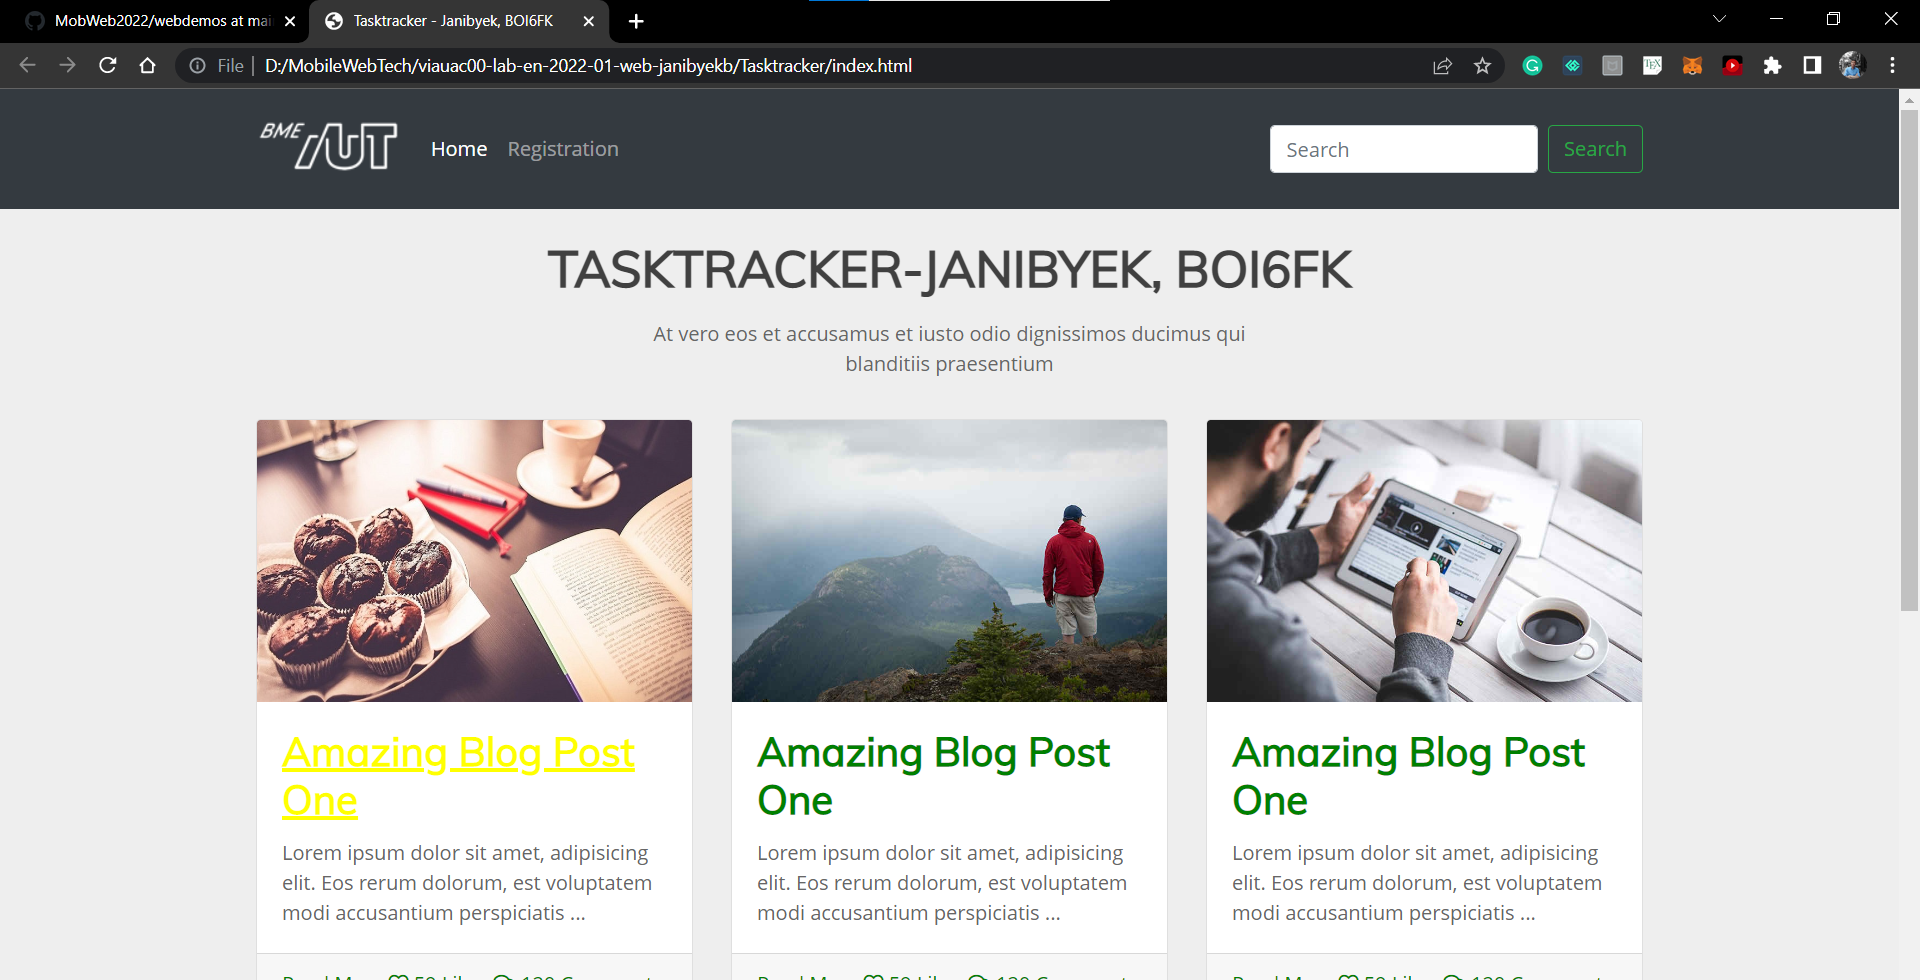 MobWeb2022/webdemos at mai
Tasktracker - Janibyek, BOI6FK
File | D:/MobileWebTech/viauac00-lab-en-2022-01-web-janibyekb/Tasktracker/index.html
BME AUT Home Registration Search Search
TASKTRACKER-JANIBYEK, BOI6FK
At vero eos et accusamus et iusto odio dignissimos ducimus qui
blanditiis praesentium
Amazing Blog Post
One
Lorem ipsum dolor sit amet, adipisicing
elit. Eos rerum dolorum, est voluptatem
modi accusantium perspiciatis ...
Amazing Blog Post
One
Lorem ipsum dolor sit amet, adipisicing
elit. Eos rerum dolorum, est voluptatem
modi accusantium perspiciatis ...
Amazing Blog Post
One
Lorem ipsum dolor sit amet, adipisicing
elit. Eos rerum dolorum, est voluptatem
modi accusantium perspiciatis ...